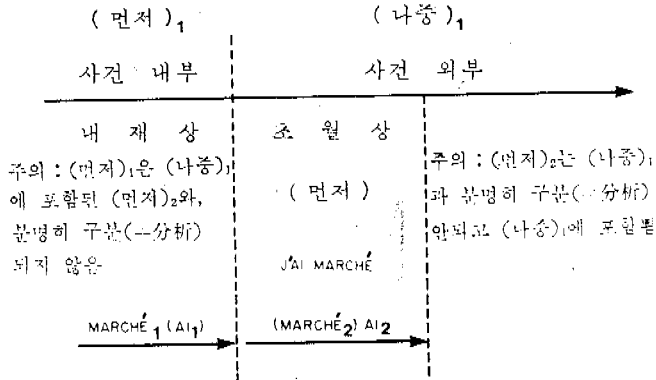 (먼저)₁ (나중)₁
사건 내부 사건 외부
내재상 초월상
주의 : (먼저)₁은 (나중)₁
에 포함된 (먼저)₂와,
분명히 구분(一分析)
되지 않은
(먼저)
J'AI MARCHÉ
주의 : (먼저)₂는 (나중)₁
과 분명히 구분(一分析)
안되고 (나중)₁에 포함됨
MARCHÉ₁ (AI₁) (MARCHÉ₂) AI₂